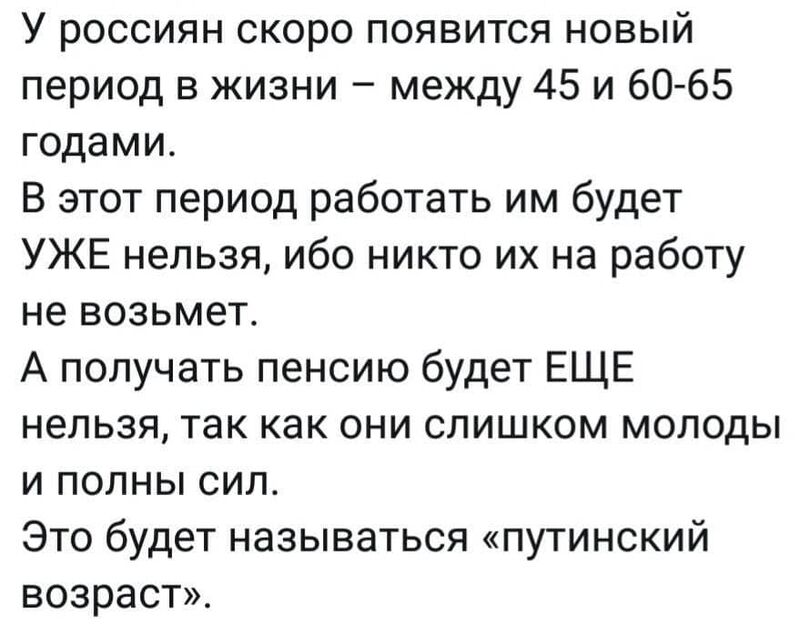 У россиян скоро появится новый
период в жизни – между 45 и 60-65
годами.
В этот период работать им будет
УЖЕ нельзя, ибо никто их на работу
не возьмет.
А получать пенсию будет ЕЩЕ
нельзя, так как они слишком молоды
и полны сил.
Это будет называться «путинский
возраст».